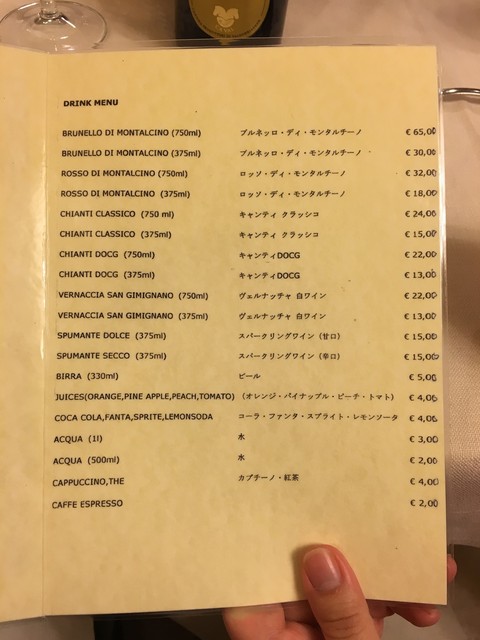 DRINK MENU
BRUNELLO DI MONTALCINO (750ml) ブルネッロ・ディ・モンタルチーノ € 65,00
BRUNELLO DI MONTALCINO (375ml) ブルネッロ・ディ・モンタルチーノ € 30,00
ROSSO DI MONTALCINO (750ml) ロッソ・ディ・モンタルチーノ € 32,00
ROSSO DI MONTALCINO (375ml) ロッソ・ディ・モンタルチーノ € 18,00
CHIANTI CLASSICO (750 ml) キャンティ クラッシコ € 24,00
CHIANTI CLASSICO (375ml) キャンティ クラッシコ € 15,00
CHIANTI DOCG (750ml) キャンティDOCG € 22,00
CHIANTI DOCG (375ml) キャンティDOCG € 13,00
VERNACCIA SAN GIMIGNANO (750ml) ヴェルナッチャ 白ワイン € 22,00
VERNACCIA SAN GIMIGNANO (375ml) ヴェルナッチャ 白ワイン € 13,00
SPUMANTE DOLCE (375ml) スパークリングワイン（甘口） € 15,00
SPUMANTE SECCO (375ml) スパークリングワイン（辛口） € 15,00
BIRRA (330ml) ビール € 5,00
JUICES(ORANGE,PINE APPLE,PEACH,TOMATO) （オレンジ・パイナップル・ピーチ・トマト） € 4,00
COCA COLA,FANTA,SPRITE,LEMONSODA コーラ・ファンタ・スプライト・レモンソーダ € 4,00
ACQUA (1l) 水 € 3,00
ACQUA (500ml) 水 € 2,00
CAPPUCCINO,THE カプチーノ・紅茶 € 4,00
CAFFE ESPRESSO € 2,00